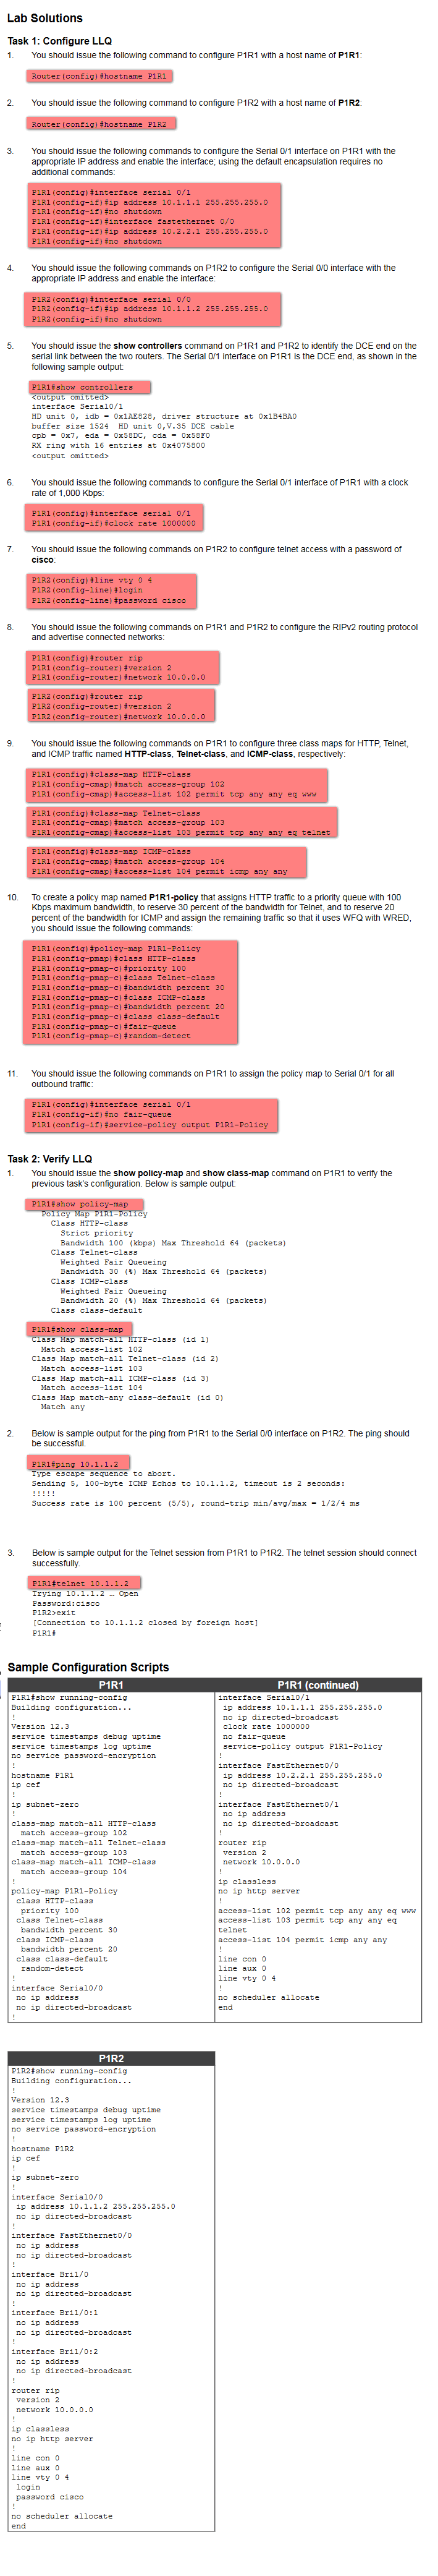 Lab Solutions
Task 1: Configure LLQ
1. You should issue the following command to configure P1R1 with a host name of P1R1:
Router(config)#hostname P1R1
2. You should issue the following command to configure P1R2 with a host name of P1R2:
Router(config)#hostname P1R2
3. You should issue the following commands to configure the Serial 0/1 interface on P1R1 with the
appropriate IP address and enable the interface; using the default encapsulation requires no
additional commands:
P1R1(config)#interface serial 0/1
P1R1(config-if)#ip address 10.1.1.1 255.255.255.0
P1R1(config-if)#no shutdown
P1R1(config-if)#interface fastethernet 0/0
P1R1(config-if)#ip address 10.2.2.1 255.255.255.0
P1R1(config-if)#no shutdown
4. You should issue the following commands on P1R2 to configure the Serial 0/0 interface with the
appropriate IP address and enable the interface:
P1R2(config)#interface serial 0/0
P1R2(config-if)#ip address 10.1.1.2 255.255.255.0
P1R2(config-if)#no shutdown
5. You should issue the show controllers command on P1R1 and P1R2 to identify the DCE end on the
serial link between the two routers. The Serial 0/1 interface on P1R1 is the DCE end, as shown in the
following sample output:
P1R1#show controllers
<output omitted>
interface Serial0/1
HD unit 0, idb = 0x1AE828, driver structure at 0x1B4BA0
buffer size 1524 HD unit 0,V.35 DCE cable
cpb = 0x7, eda = 0x58DC, cda = 0x58F0
RX ring with 16 entries at 0x4075800
<output omitted>
6. You should issue the following commands to configure the Serial 0/1 interface of P1R1 with a clock
rate of 1,000 Kbps:
P1R1(config)#interface serial 0/1
P1R1(config-if)#clock rate 1000000
7. You should issue the following commands on P1R2 to configure telnet access with a password of
cisco:
P1R2(config)#line vty 0 4
P1R2(config-line)#login
P1R2(config-line)#password cisco
8. You should issue the following commands on P1R1 and P1R2 to configure the RIPv2 routing protocol
and advertise connected networks:
P1R1(config)#router rip
P1R1(config-router)#version 2
P1R1(config-router)#network 10.0.0.0
P1R2(config)#router rip
P1R2(config-router)#version 2
P1R2(config-router)#network 10.0.0.0
9. You should issue the following commands on P1R1 to configure three class maps for HTTP, Telnet,
and ICMP traffic named HTTP-class, Telnet-class, and ICMP-class, respectively:
P1R1(config)#class-map HTTP-class
P1R1(config-cmap)#match access-group 102
P1R1(config-cmap)#access-list 102 permit tcp any any eq www
P1R1(config)#class-map Telnet-class
P1R1(config-cmap)#match access-group 103
P1R1(config-cmap)#access-list 103 permit tcp any any eq telnet
P1R1(config)#class-map ICMP-class
P1R1(config-cmap)#match access-group 104
P1R1(config-cmap)#access-list 104 permit icmp any any
10. To create a policy map named P1R1-policy that assigns HTTP traffic to a priority queue with 100
Kbps maximum bandwidth, to reserve 30 percent of the bandwidth for Telnet, and to reserve 20
percent of the bandwidth for ICMP and assign the remaining traffic so that it uses WFQ with WRED,
you should issue the following commands:
P1R1(config)#policy-map P1R1-Policy
P1R1(config-pmap)#class HTTP-class
P1R1(config-pmap-c)#priority 100
P1R1(config-pmap-c)#class Telnet-class
P1R1(config-pmap-c)#bandwidth percent 30
P1R1(config-pmap-c)#class ICMP-class
P1R1(config-pmap-c)#bandwidth percent 20
P1R1(config-pmap-c)#class class-default
P1R1(config-pmap-c)#fair-queue
P1R1(config-pmap-c)#random-detect
11. You should issue the following commands on P1R1 to assign the policy map to Serial 0/1 for all
outbound traffic:
P1R1(config)#interface serial 0/1
P1R1(config-if)#no fair-queue
P1R1(config-if)#service-policy output P1R1-Policy
Task 2: Verify LLQ
1. You should issue the show policy-map and show class-map command on P1R1 to verify the
previous task's configuration. Below is sample output:
P1R1#show policy-map
Policy Map P1R1-Policy
Class HTTP-class
Strict priority
Bandwidth 100 (kbps) Max Threshold 64 (packets)
Class Telnet-class
Weighted Fair Queueing
Bandwidth 30 (%) Max Threshold 64 (packets)
Class ICMP-class
Weighted Fair Queueing
Bandwidth 20 (%) Max Threshold 64 (packets)
Class class-default
P1R1#show class-map
Class Map match-all HTTP-class (id 1)
Match access-list 102
Class Map match-all Telnet-class (id 2)
Match access-list 103
Class Map match-all ICMP-class (id 3)
Match access-list 104
Class Map match-any class-default (id 0)
Match any
2. Below is sample output for the ping from P1R1 to the Serial 0/0 interface on P1R2. The ping should
be successful.
P1R1#ping 10.1.1.2
Type escape sequence to abort.
Sending 5, 100-byte ICMP Echos to 10.1.1.2, timeout is 2 seconds:
!!!!!
Success rate is 100 percent (5/5), round-trip min/avg/max = 1/2/4 ms
3. Below is sample output for the Telnet session from P1R1 to P1R2. The telnet session should connect
successfully.
P1R1#telnet 10.1.1.2
Trying 10.1.1.2 … Open
Password:cisco
P1R2>exit
[Connection to 10.1.1.2 closed by foreign host]
P1R1#
Sample Configuration Scripts
P1R1
P1R1#show running-config
Building configuration...
!
Version 12.3
service timestamps debug uptime
service timestamps log uptime
no service password-encryption
!
hostname P1R1
ip cef
!
ip subnet-zero
!
class-map match-all HTTP-class
match access-group 102
class-map match-all Telnet-class
match access-group 103
class-map match-all ICMP-class
match access-group 104
!
policy-map P1R1-Policy
class HTTP-class
priority 100
class Telnet-class
bandwidth percent 30
class ICMP-class
bandwidth percent 20
class class-default
random-detect
!
interface Serial0/0
no ip address
no ip directed-broadcast
!
P1R1 (continued)
interface Serial0/1
ip address 10.1.1.1 255.255.255.0
no ip directed-broadcast
clock rate 1000000
no fair-queue
service-policy output P1R1-Policy
!
interface FastEthernet0/0
ip address 10.2.2.1 255.255.255.0
no ip directed-broadcast
!
interface FastEthernet0/1
no ip address
no ip directed-broadcast
!
router rip
version 2
network 10.0.0.0
!
ip classless
no ip http server
!
access-list 102 permit tcp any any eq www
access-list 103 permit tcp any any eq
telnet
access-list 104 permit icmp any any
!
line con 0
line aux 0
line vty 0 4
!
no scheduler allocate
end
P1R2
P1R2#show running-config
Building configuration...
!
Version 12.3
service timestamps debug uptime
service timestamps log uptime
no service password-encryption
!
hostname P1R2
ip cef
!
ip subnet-zero
!
interface Serial0/0
ip address 10.1.1.2 255.255.255.0
no ip directed-broadcast
!
interface FastEthernet0/0
no ip address
no ip directed-broadcast
!
interface Bri1/0
no ip address
no ip directed-broadcast
!
interface Bri1/0:1
no ip address
no ip directed-broadcast
!
interface Bri1/0:2
no ip address
no ip directed-broadcast
!
router rip
version 2
network 10.0.0.0
!
ip classless
no ip http server
!
line con 0
line aux 0
line vty 0 4
login
password cisco
!
no scheduler allocate
end